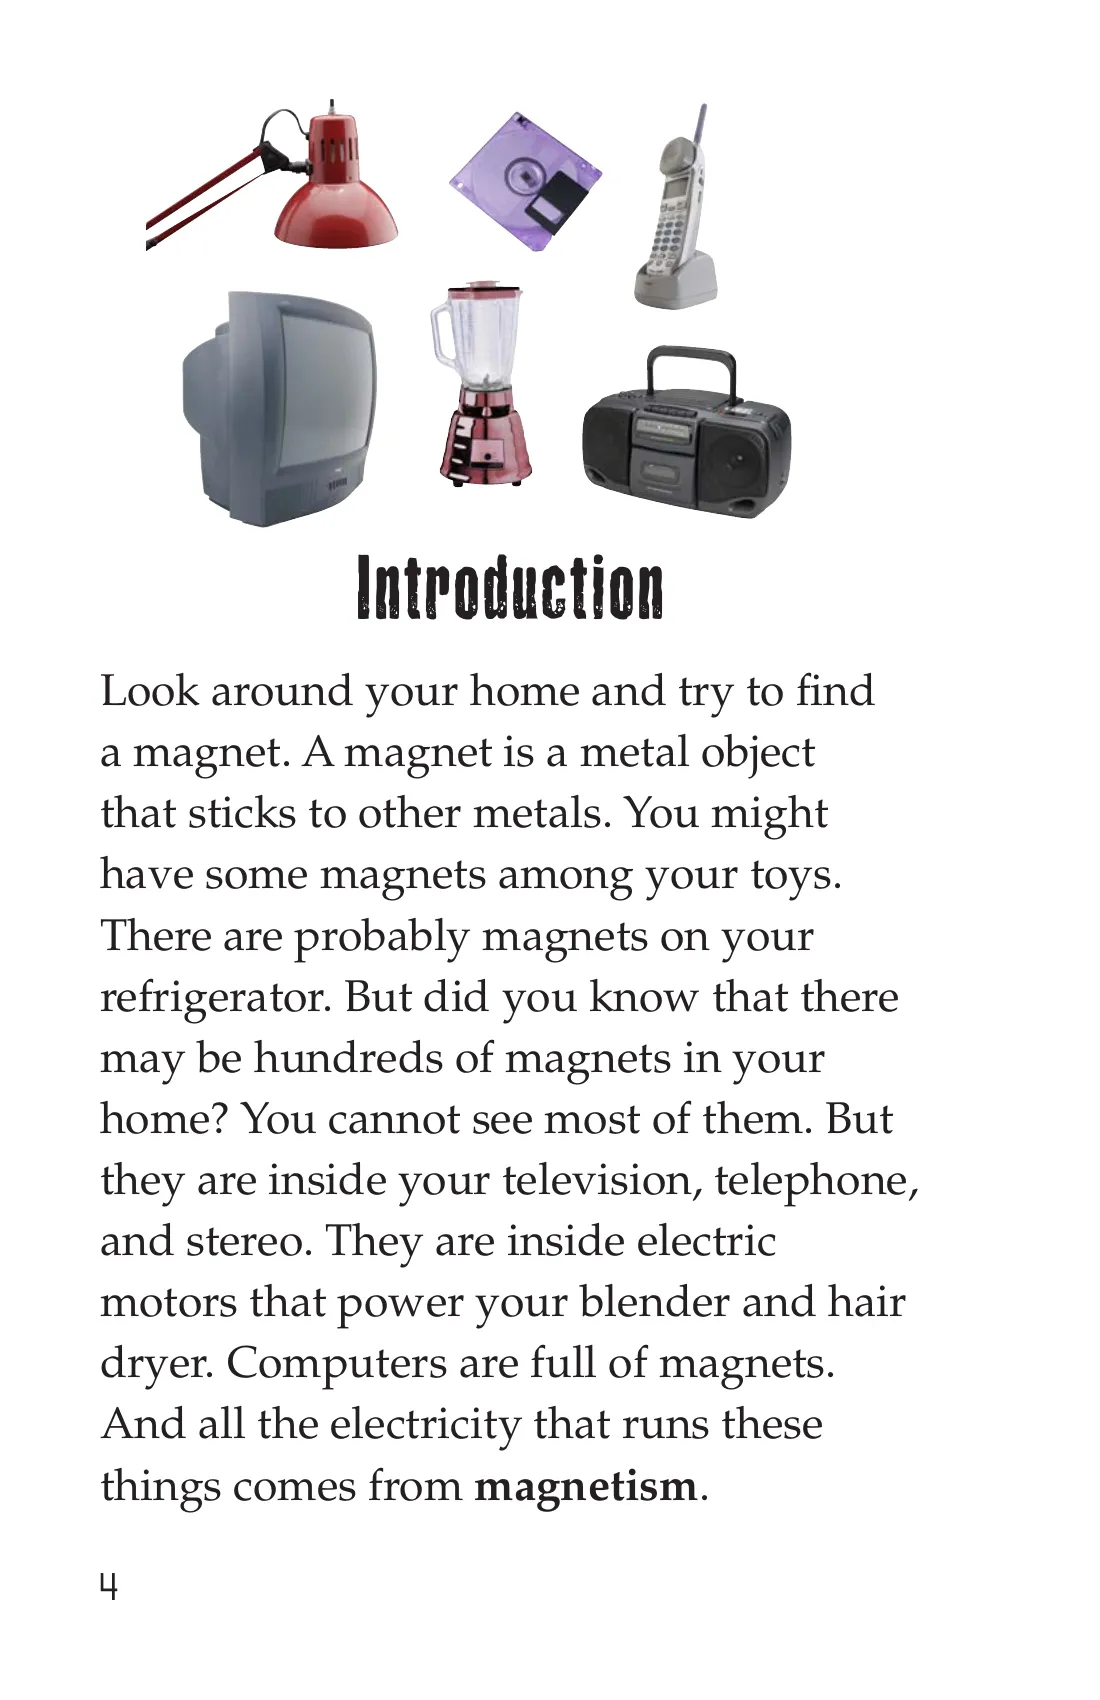 Introduction
Look around your home and try to find
a magnet. A magnet is a metal object
that sticks to other metals. You might
have some magnets among your toys.
There are probably magnets on your
refrigerator. But did you know that there
may be hundreds of magnets in your
home? You cannot see most of them. But
they are inside your television, telephone,
and stereo. They are inside electric
motors that power your blender and hair
dryer. Computers are full of magnets.
And all the electricity that runs these
things comes from magnetism.
4